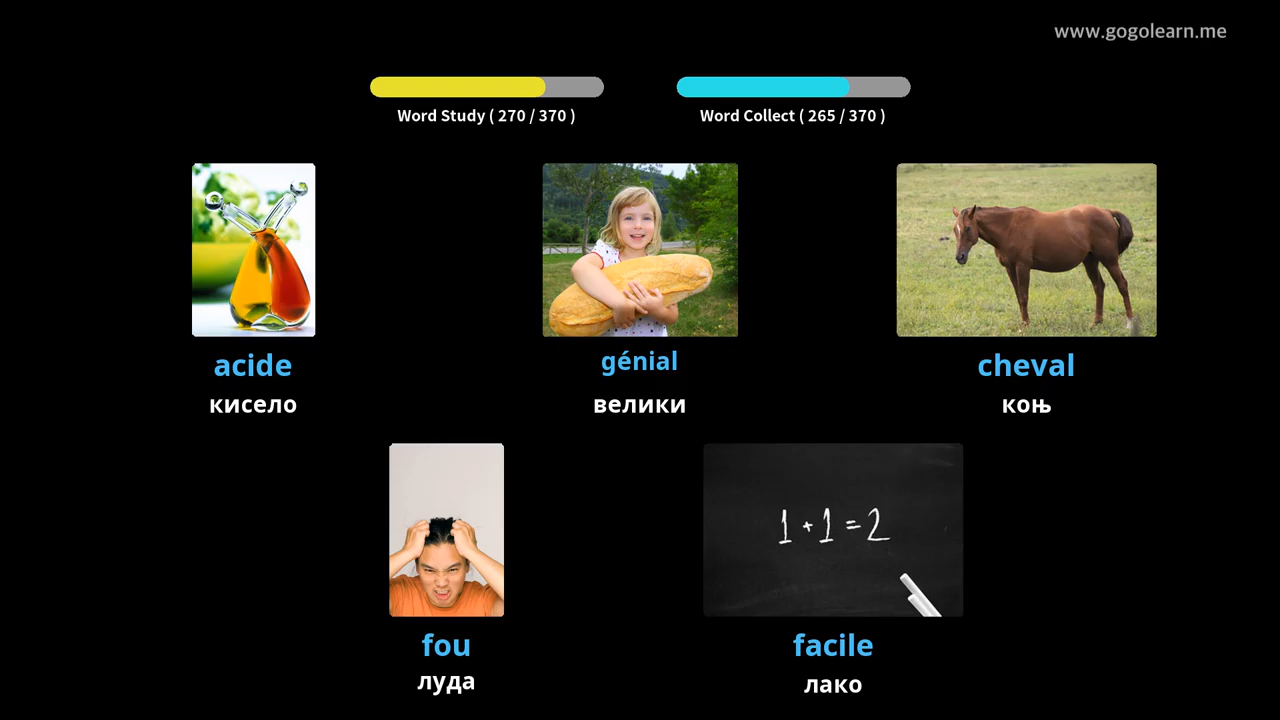 www.gogolearn.me
Word Study ( 270 / 370 )
Word Collect ( 265 / 370 )
acide
génial
cheval
кисело
велики
коњ
1 + 1 = 2
fou
facile
луда
лако